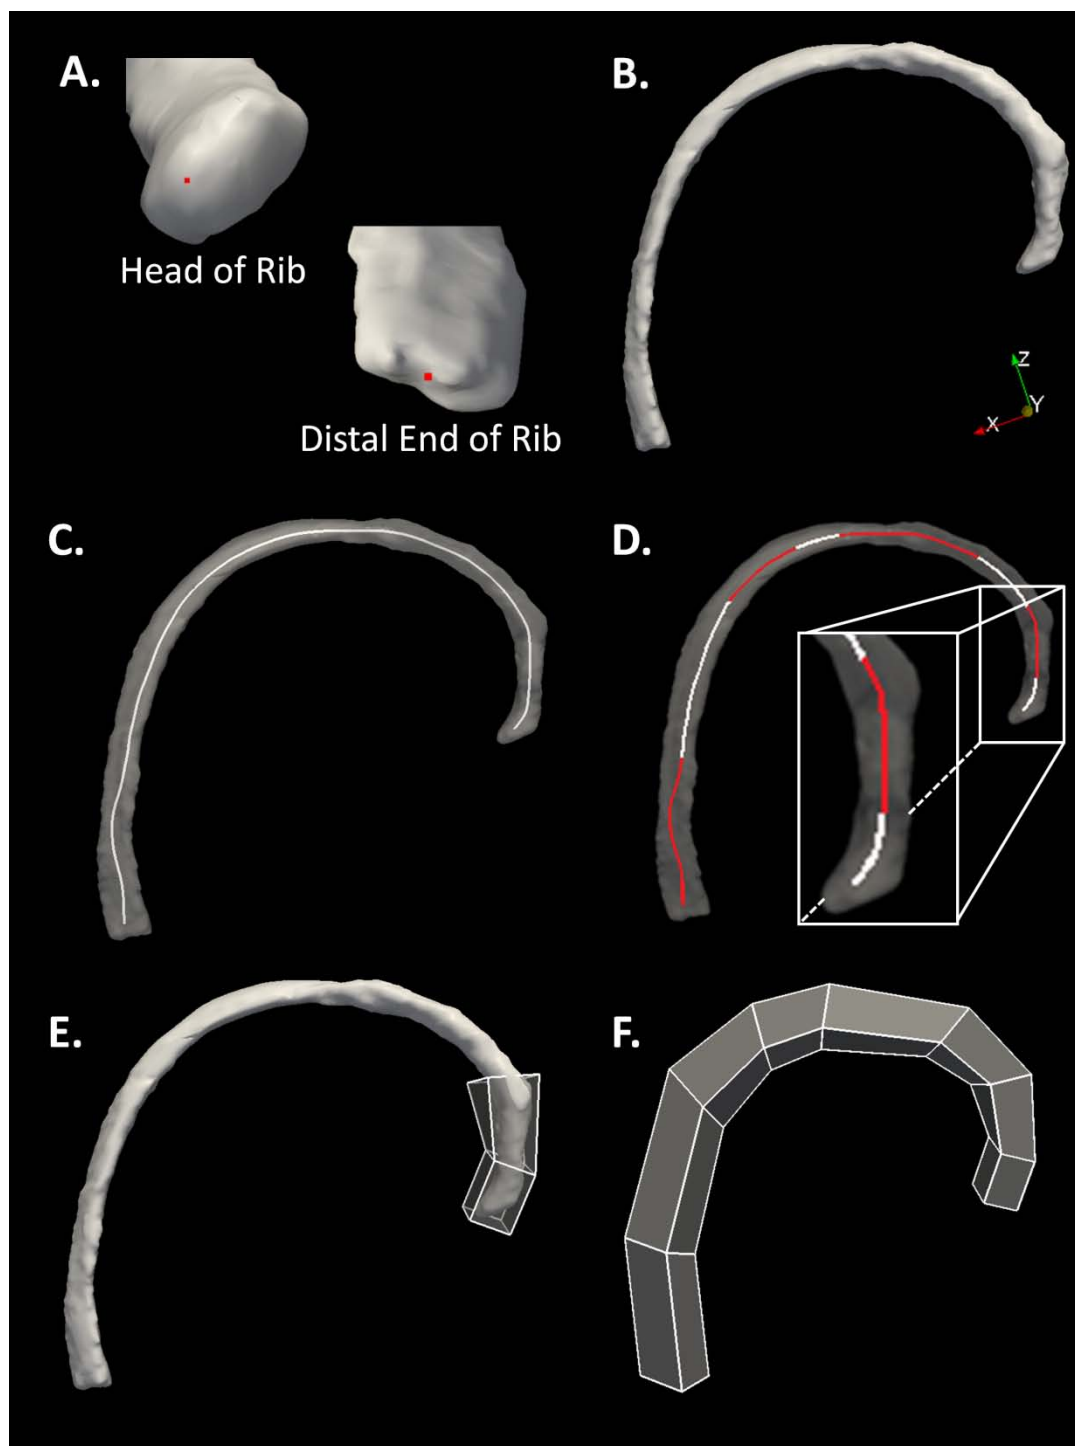 A.
Head of Rib
Distal End of Rib
B.
Z
Y
X
C.
D.
E.
F.